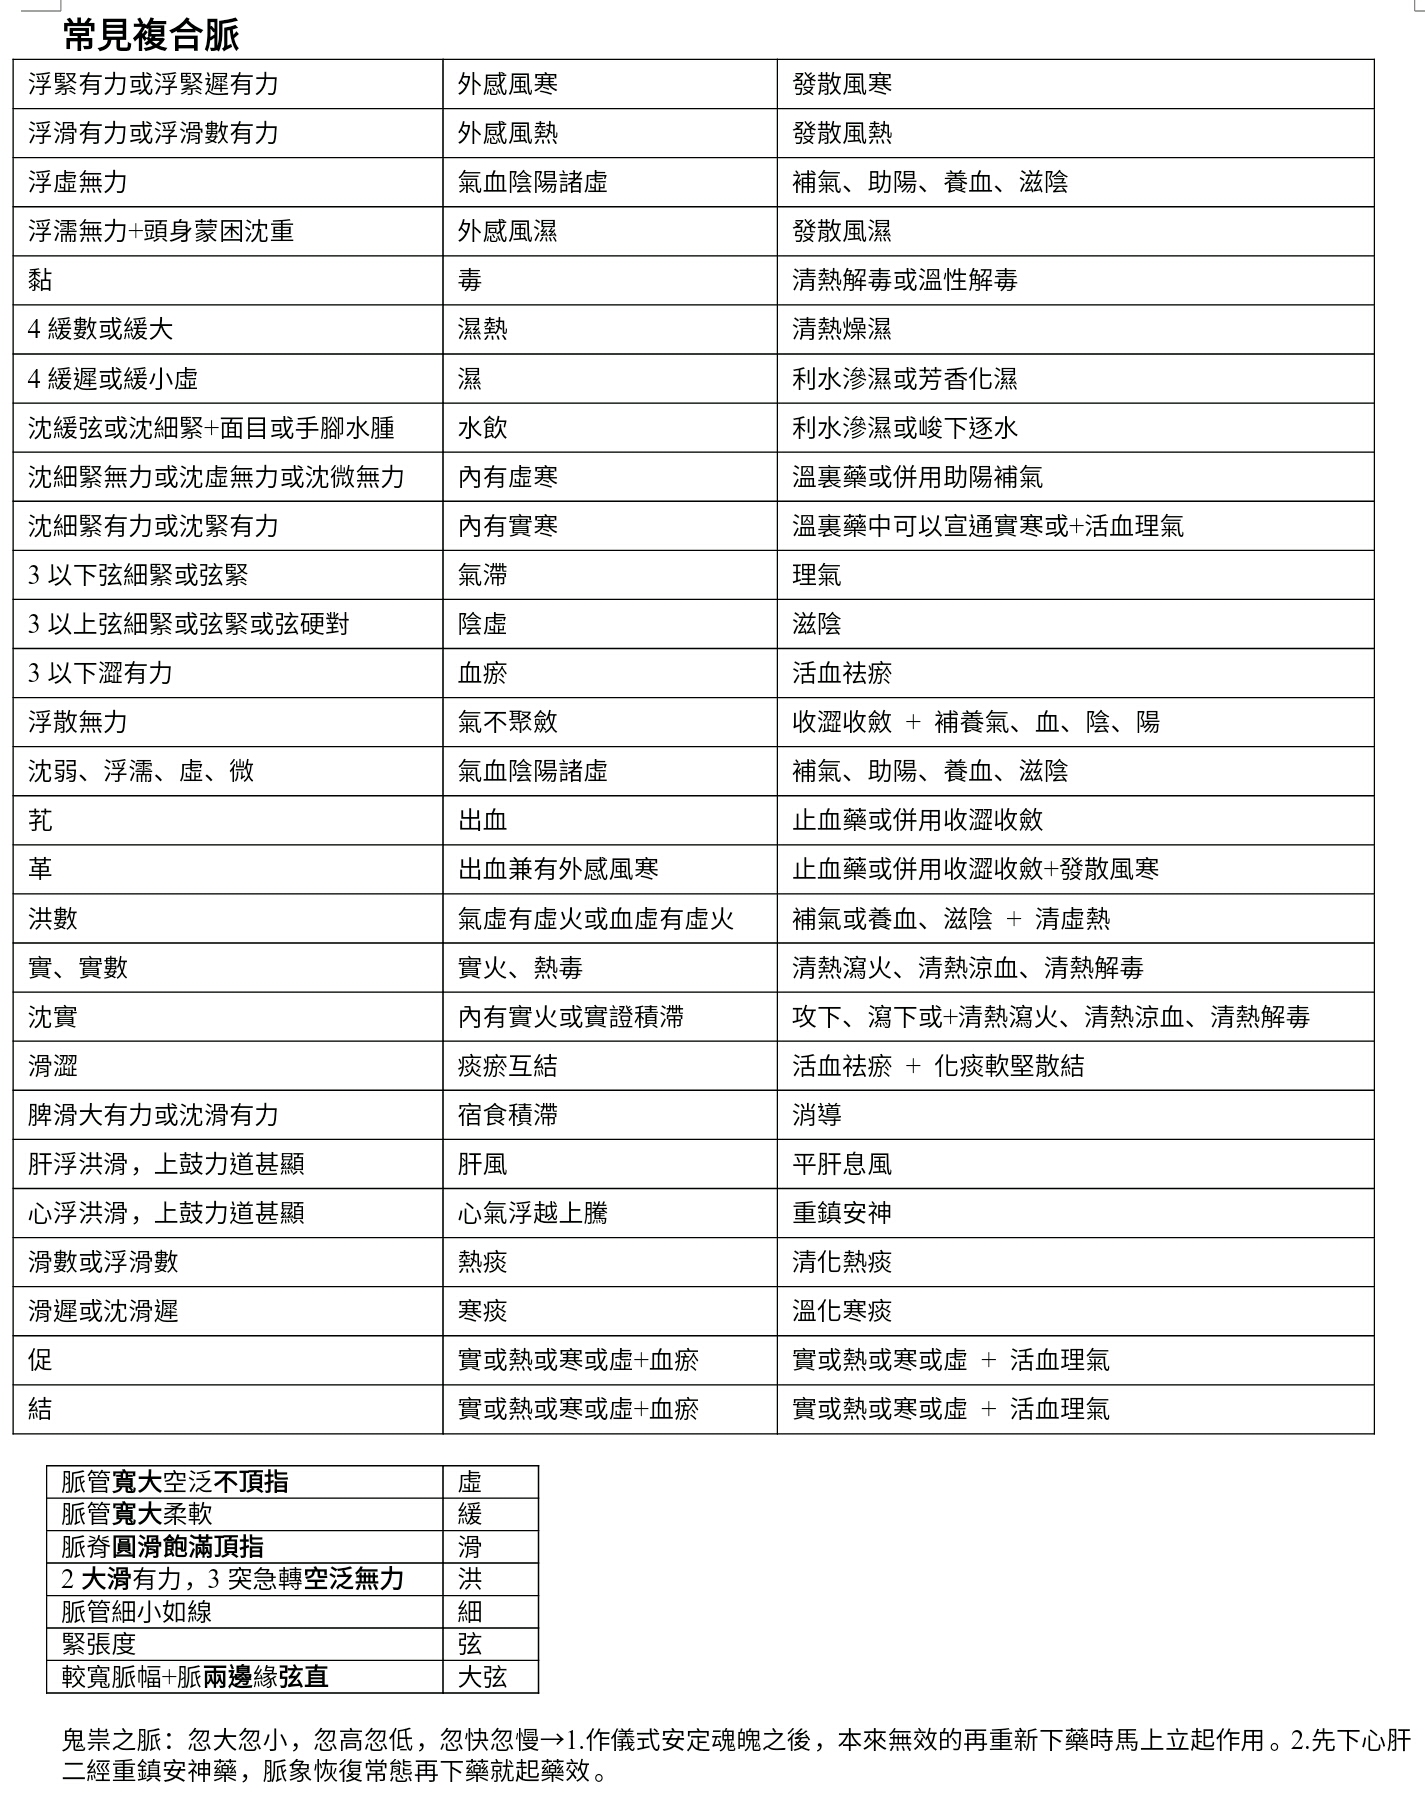 常見複合脈
浮緊有力或浮緊遲有力 外感風寒 發散風寒
浮滑有力或浮滑數有力 外感風熱 發散風熱
浮虛無力 氣血陰陽諸虛 補氣、助陽、養血、滋陰
浮濡無力+頭身蒙困沈重 外感風濕 發散風濕
黏 毒 清熱解毒或溫性解毒
4 緩數或緩大 濕熱 清熱燥濕
4 緩遲或緩小虛 濕 利水滲濕或芳香化濕
沈緩弦或沈細緊+面目或手腳水腫 水飲 利水滲濕或峻下逐水
沈細緊無力或沈虛無力或沈微無力 內有虛寒 溫裏藥或併用助陽補氣
沈細緊有力或沈緊有力 內有實寒 溫裏藥中可以宣通實寒或+活血理氣
3 以下弦細緊或弦緊 氣滯 理氣
3 以上弦細緊或弦緊或弦硬對 陰虛 滋陰
3 以下澀有力 血瘀 活血祛瘀
浮散無力 氣不聚斂 收澀收斂 + 補養氣、血、陰、陽
沈弱、浮濡、虛、微 氣血陰陽諸虛 補氣、助陽、養血、滋陰
芤 出血 止血藥或併用收澀收斂
革 出血兼有外感風寒 止血藥或併用收澀收斂+發散風寒
洪數 氣虛有虛火或血虛有虛火 補氣或養血、滋陰 + 清虛熱
實、實數 實火、熱毒 清熱瀉火、清熱涼血、清熱解毒
沈實 內有實火或實證積滯 攻下、瀉下或+清熱瀉火、清熱涼血、清熱解毒
滑澀 痰瘀互結 活血祛瘀 + 化痰軟堅散結
脾滑大有力或沈滑有力 宿食積滯 消導
肝浮洪滑，上鼓力道甚顯 肝風 平肝息風
心浮洪滑，上鼓力道甚顯 心氣浮越上騰 重鎮安神
滑數或浮滑數 熱痰 清化熱痰
滑遲或沈滑遲 寒痰 溫化寒痰
促 實或熱或寒或虛+血瘀 實或熱或寒或虛 + 活血理氣
結 實或熱或寒或虛+血瘀 實或熱或寒或虛 + 活血理氣
脈管寬大空泛不頂指 虛
脈管寬大柔軟 緩
脈脊圓滑飽滿頂指 滑
2 大滑有力，3 突急轉空泛無力 洪
脈管細小如線 細
緊張度 弦
較寬脈幅+脈兩邊緣弦直 大弦
鬼祟之脈：忽大忽小，忽高忽低，忽快忽慢→1.作儀式安定魂魄之後，本來無效的再重新下藥時馬上立起作用。2.先下心肝
二經重鎮安神藥，脈象恢復常態再下藥就起藥效。